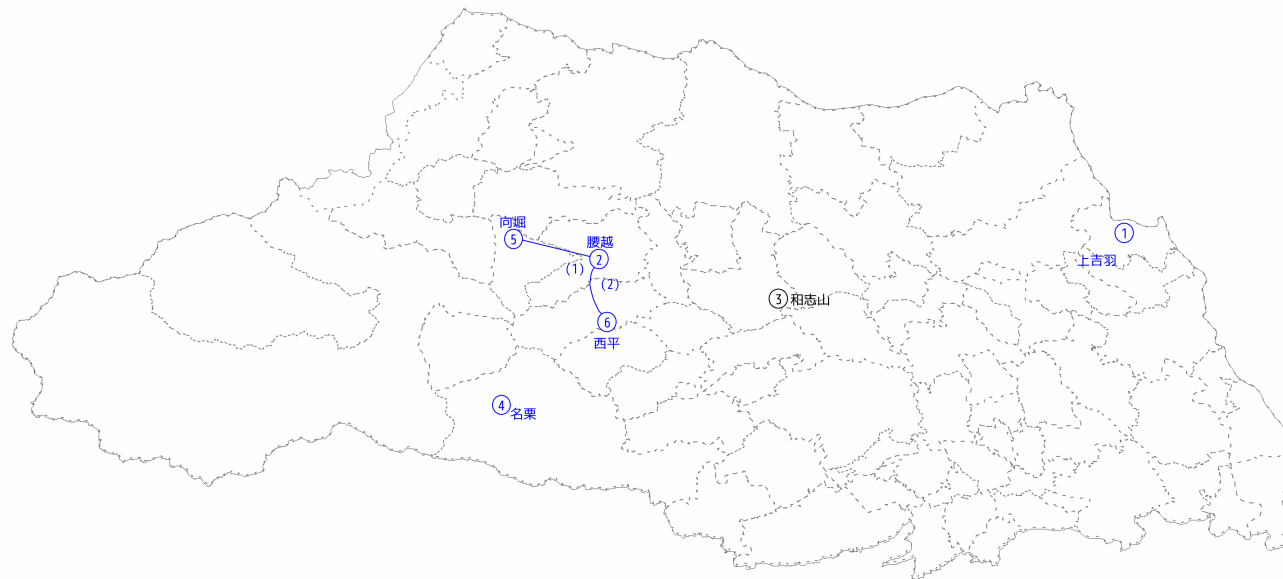 向堀
⑤
腰越
②
(1)
(2)
①
上吉羽
③和志山
⑥
西平
④
名栗